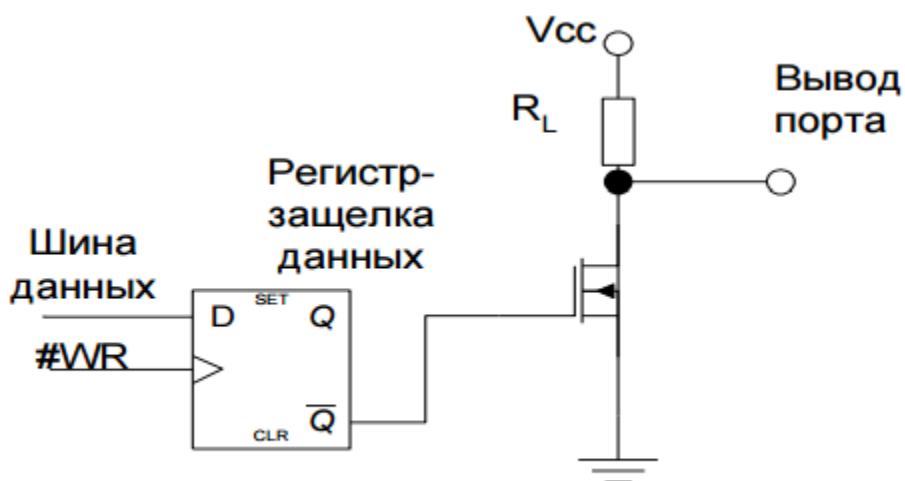 Vcc
Вывод
порта
R_L
Регистр-
защелка
данных
Шина
данных
#WR
SET
D
Q
Q̅
CLR